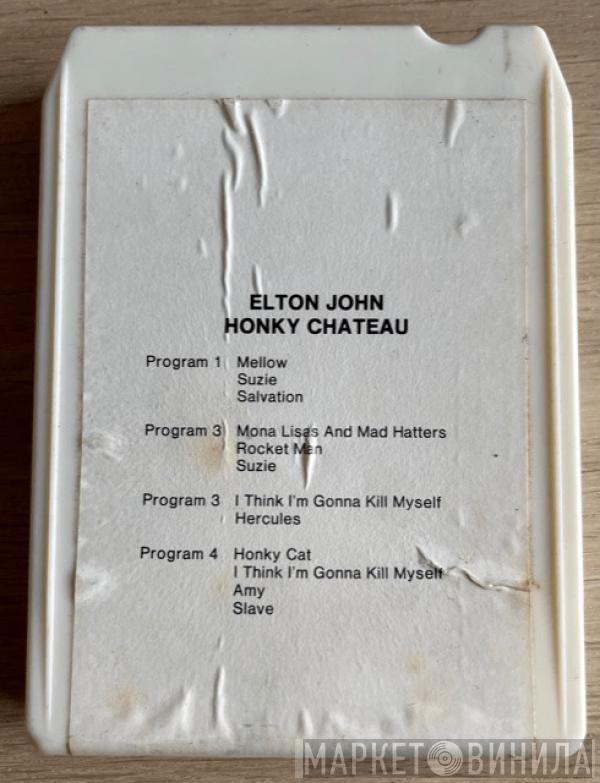 ELTON JOHN
HONKY CHATEAU
Program 1 Mellow
Suzie
Salvation
Program 3 Mona Lisas And Mad Hatters
Rocket Man
Suzie
Program 3 I Think I'm Gonna Kill Myself
Hercules
Program 4 Honky Cat
I Think I'm Gonna Kill Myself
Amy
Slave
МАРКЕТ ВИНИЛА